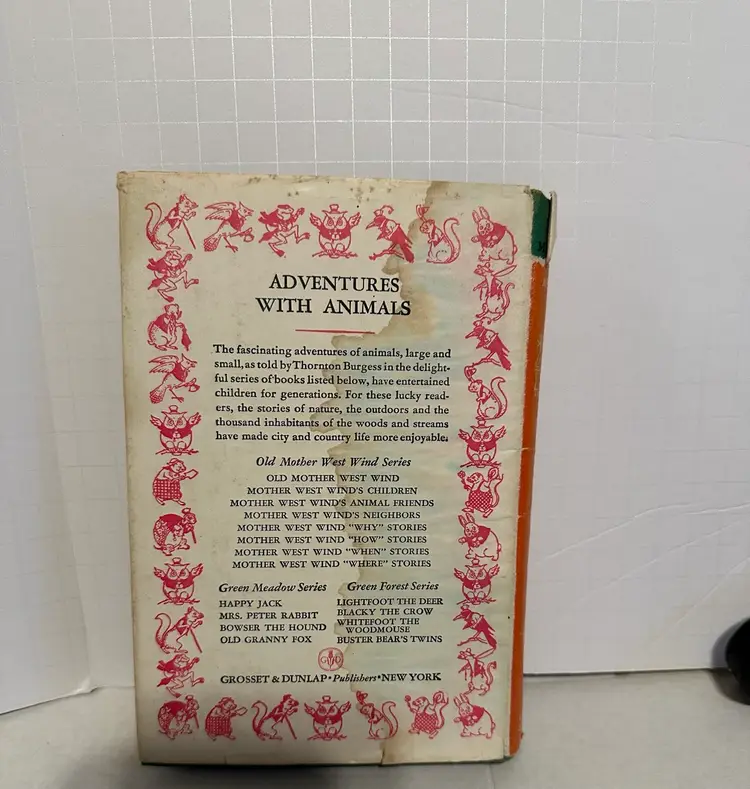 ADVENTURES
WITH ANIMALS
The fascinating adventures of animals, large and
small, as told by Thornton Burgess in the delight-
ful series of books listed below, have entertained
children for generations. For these lucky read-
ers, the stories of nature, the outdoors and the
thousand inhabitants of the woods and streams
have made city and country life more enjoyable.
Old Mother West Wind Series
OLD MOTHER WEST WIND
MOTHER WEST WIND'S CHILDREN
MOTHER WEST WIND'S ANIMAL FRIENDS
MOTHER WEST WIND'S NEIGHBORS
MOTHER WEST WIND "WHY" STORIES
MOTHER WEST WIND "HOW" STORIES
MOTHER WEST WIND "WHEN" STORIES
MOTHER WEST WIND "WHERE" STORIES
Green Meadow Series
HAPPY JACK
MRS. PETER RABBIT
BOWSER THE HOUND
OLD GRANNY FOX
Green Forest Series
LIGHTFOOT THE DEER
BLACKY THE CROW
WHITEFOOT THE
WOODMOUSE
BUSTER BEAR'S TWINS
G D
GROSSET & DUNLAP • Publishers • NEW YORK